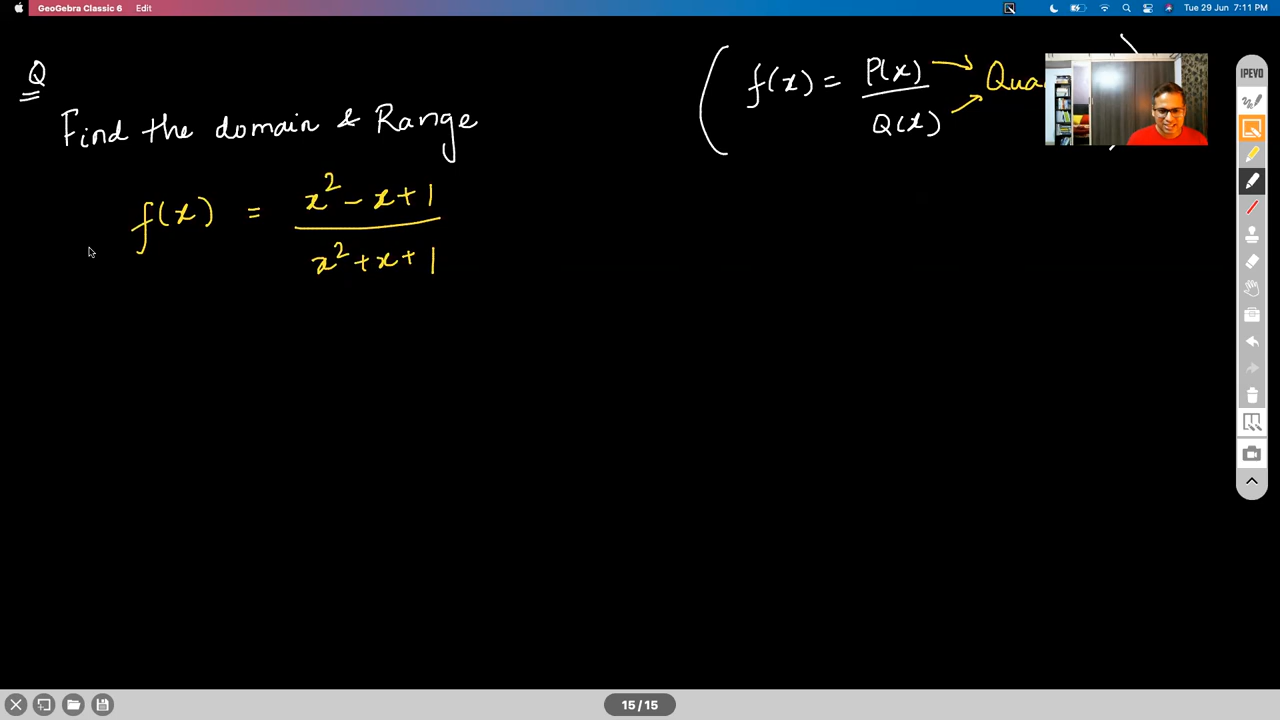 GeoGebra Classic 6 Edit Tue 29 Jun 7:11 PM
Q
Find the domain & Range
f(x) = x² - x + 1 / x² + x + 1
f(x) = P(x) / Q(x)
IPEVO
15/15